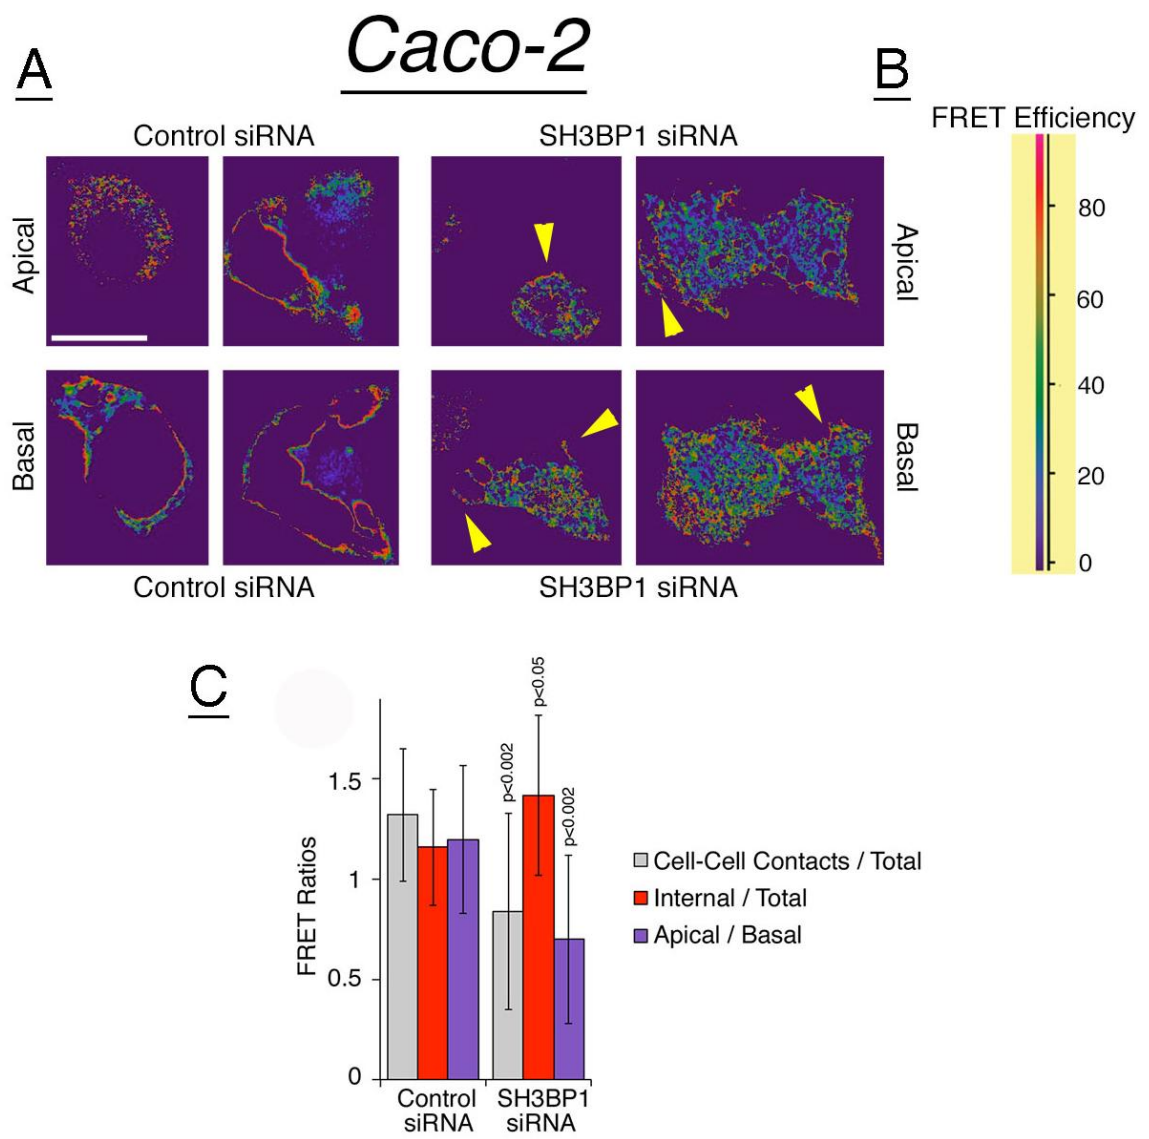 Caco-2
A
B
FRET Efficiency
Control siRNA
SH3BP1 siRNA
Apical
Apical
80
60
40
20
0
Basal
Basal
Control siRNA
SH3BP1 siRNA
C
p<0.002
p<0.05
p<0.002
1.5
1
0.5
0
FRET Ratios
Cell-Cell Contacts / Total
Internal / Total
Apical / Basal
Control
siRNA
SH3BP1
siRNA